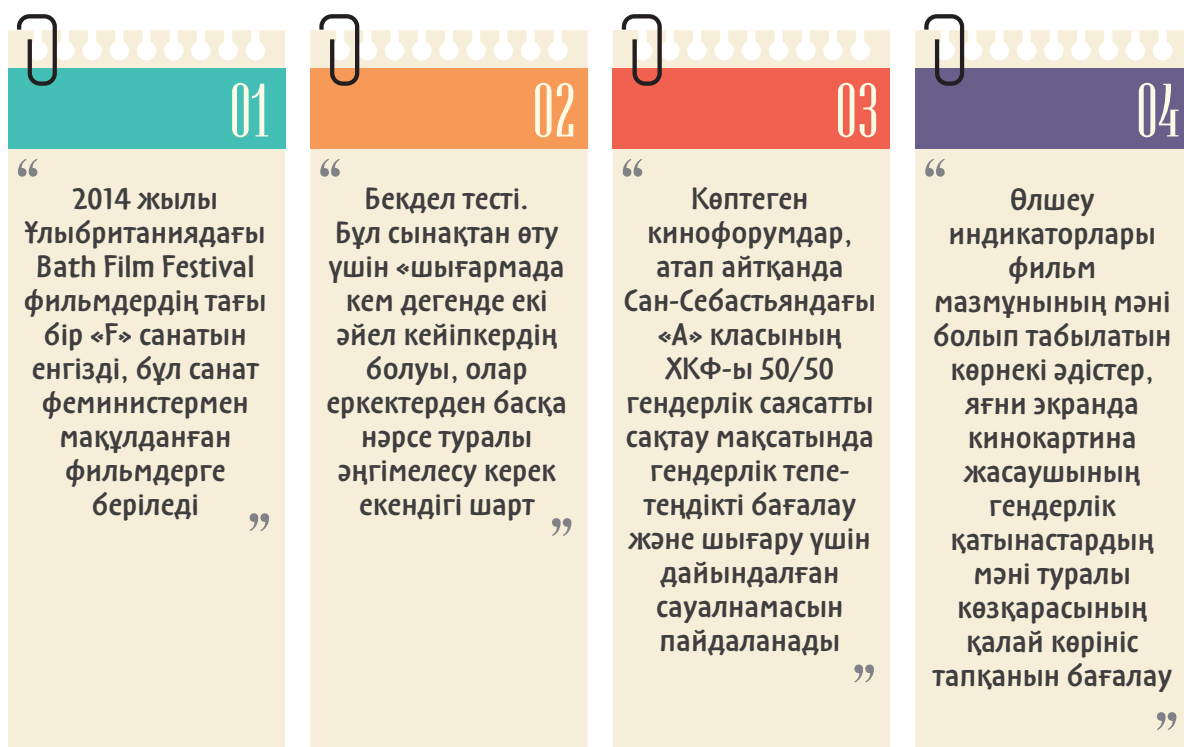 01
“
2014 жылы
Ұлыбританиядағы
Bath Film Festival
фильмдердің тағы
бір «F» санатын
енгізді, бұл санат
феминистермен
мақұлданған
фильмдерге
беріледі
”
02
“
Бекдел тесті.
Бұл сынақтан өту
үшін «шығармада
кем дегенде екі
әйел кейіпкердің
болуы, олар
еркектерден басқа
нәрсе туралы
әңгімелесу керек
екендігі шарт
”
03
“
Көптеген
кинофорумдар,
атап айтқанда
Сан-Себастьяндағы
«А» класының
ХКФ-ы 50/50
гендерлік саясатты
сақтау мақсатында
гендерлік тепе-
теңдікті бағалау
және шығару үшін
дайындалған
сауалнамасын
пайдаланады
”
04
“
Өлшеу
индикаторлары
фильм
мазмұнының мәні
болып табылатын
көрнекі әдістер,
яғни экранда
кинокартина
жасаушының
гендерлік
қатынастардың
мәні туралы
көзқарасының
қалай көрініс
тапқанын бағалау
”